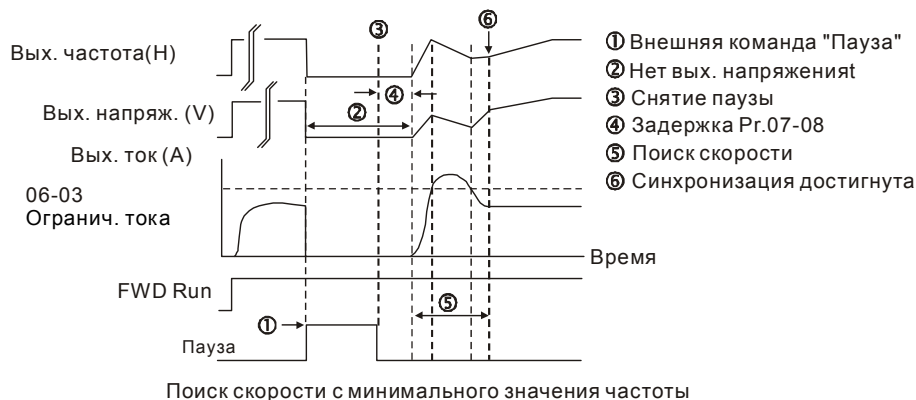 ③
⑥
Вых. частота(H)
④
Вых. напряж. (V)
②
Вых. ток (A)
06-03
Огранич. тока
Время
FWD Run
⑤
①
Пауза
① Внешняя команда "Пауза"
② Нет вых. напряженияt
③ Снятие паузы
④ Задержка Pr.07-08
⑤ Поиск скорости
⑥ Синхронизация достигнута
Поиск скорости с минимального значения частоты